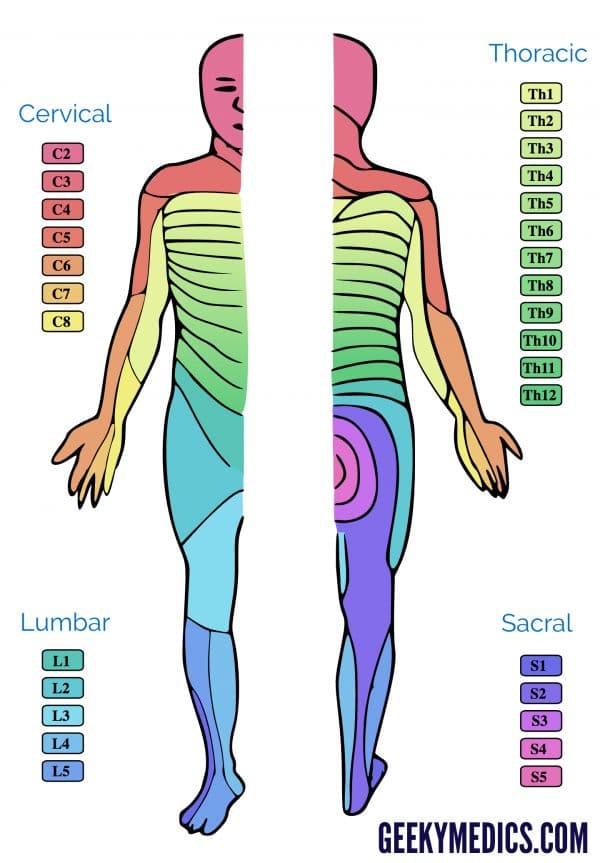 Cervical
C2
C3
C4
C5
C6
C7
C8
Thoracic
Th1
Th2
Th3
Th4
Th5
Th6
Th7
Th8
Th9
Th10
Th11
Th12
Lumbar
L1
L2
L3
L4
L5
Sacral
S1
S2
S3
S4
S5
GEEKYMEDICS.COM